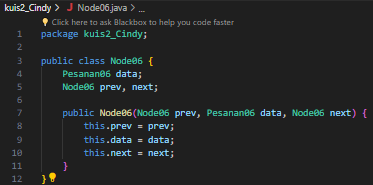 kuis2_Cindy > J Node06.java > ...
Click here to ask Blackbox to help you code faster
1 package kuis2_Cindy;
2
3 public class Node06 {
4 Pesanan06 data;
5 Node06 prev, next;
6
7 public Node06(Node06 prev, Pesanan06 data, Node06 next) {
8 this.prev = prev;
9 this.data = data;
10 this.next = next;
11 }
12 }